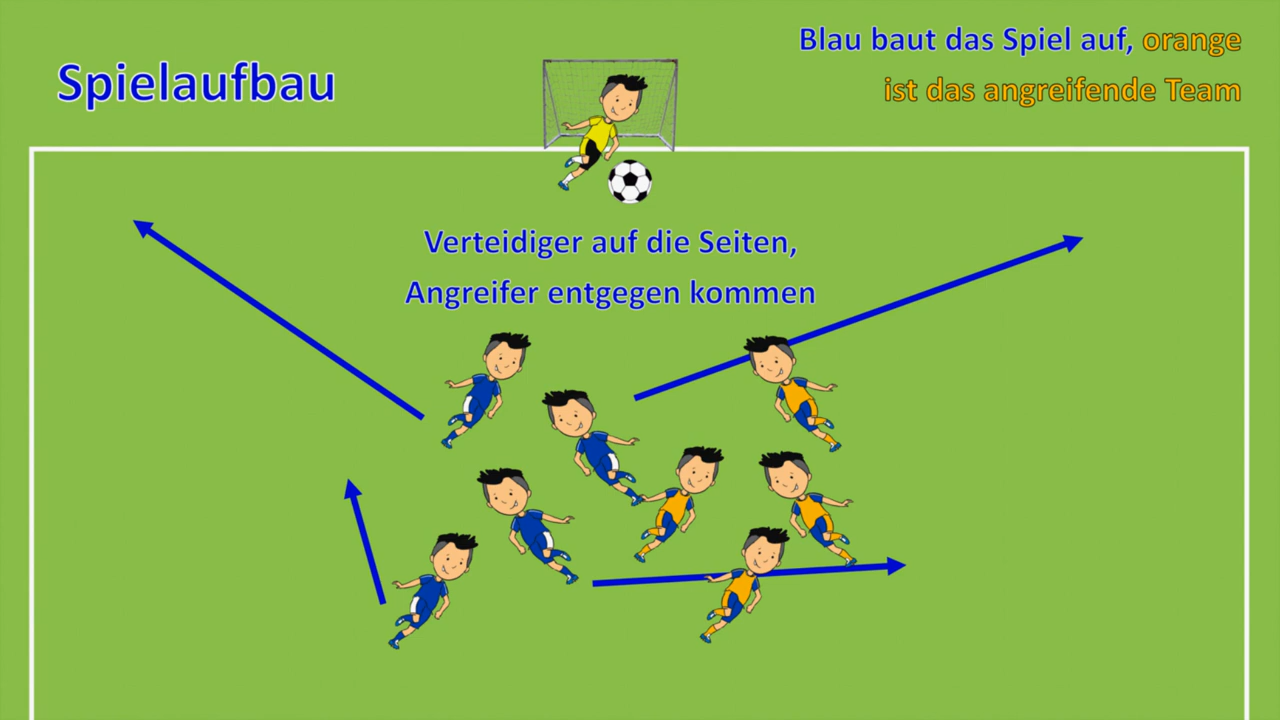 Spielaufbau
Blau baut das Spiel auf, orange
ist das angreifende Team
Verteidiger auf die Seiten,
Angreifer entgegen kommen